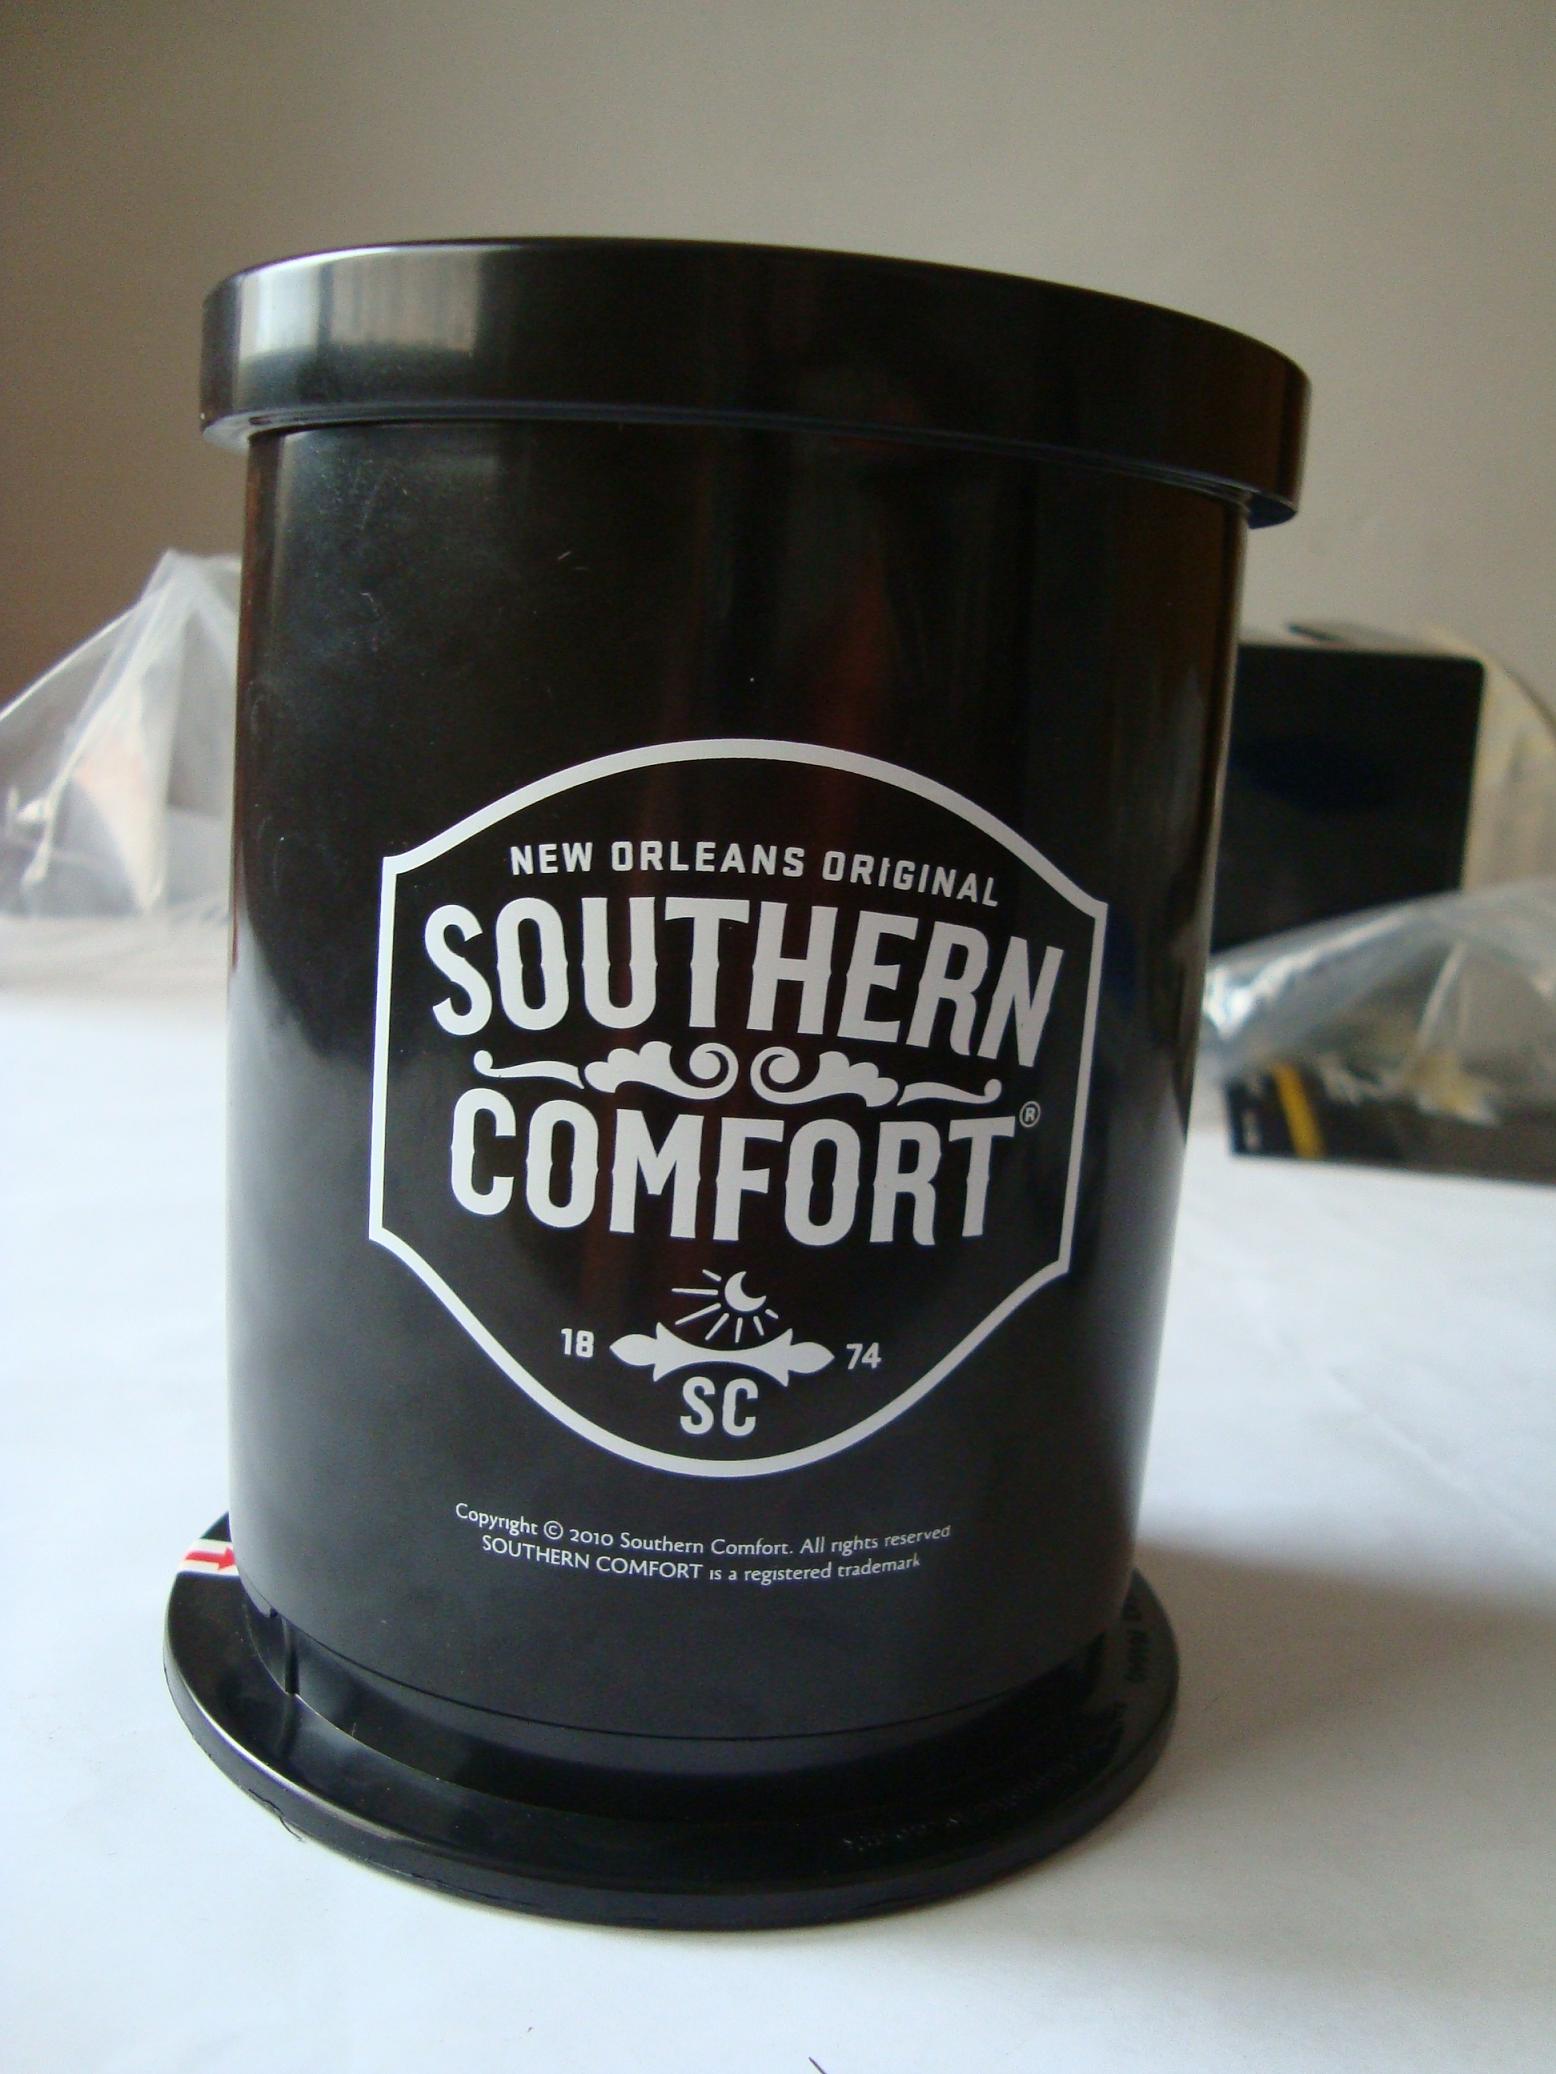 NEW ORLEANS ORIGINAL
SOUTHERN
COMFORT®
18 74
SC
Copyright © 2010 Southern Comfort. All rights reserved
SOUTHERN COMFORT is a registered trademark